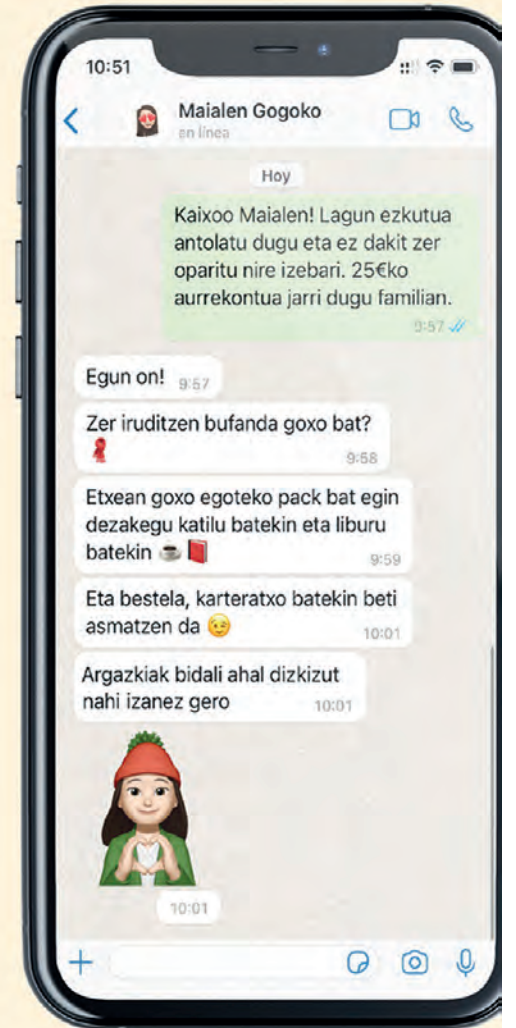 10:51
Maialen Gogoko
en línea
Hoy
Kaixoo Maialen! Lagun ezkutua
antolatu dugu eta ez dakit zer
oparitu nire izebari. 25€ko
aurrekontua jarri dugu familian.
9:57
Egun on! 9:57
Zer iruditzen bufanda goxo bat?
9:58
Etxean goxo egoteko pack bat egin
dezakegu katilu batekin eta liburu
batekin ☕📕 9:59
Eta bestela, karteratxo batekin beti
asmatzen da 😉 10:01
Argazkiak bidali ahal dizkizut
nahi izanez gero 10:01
10:01